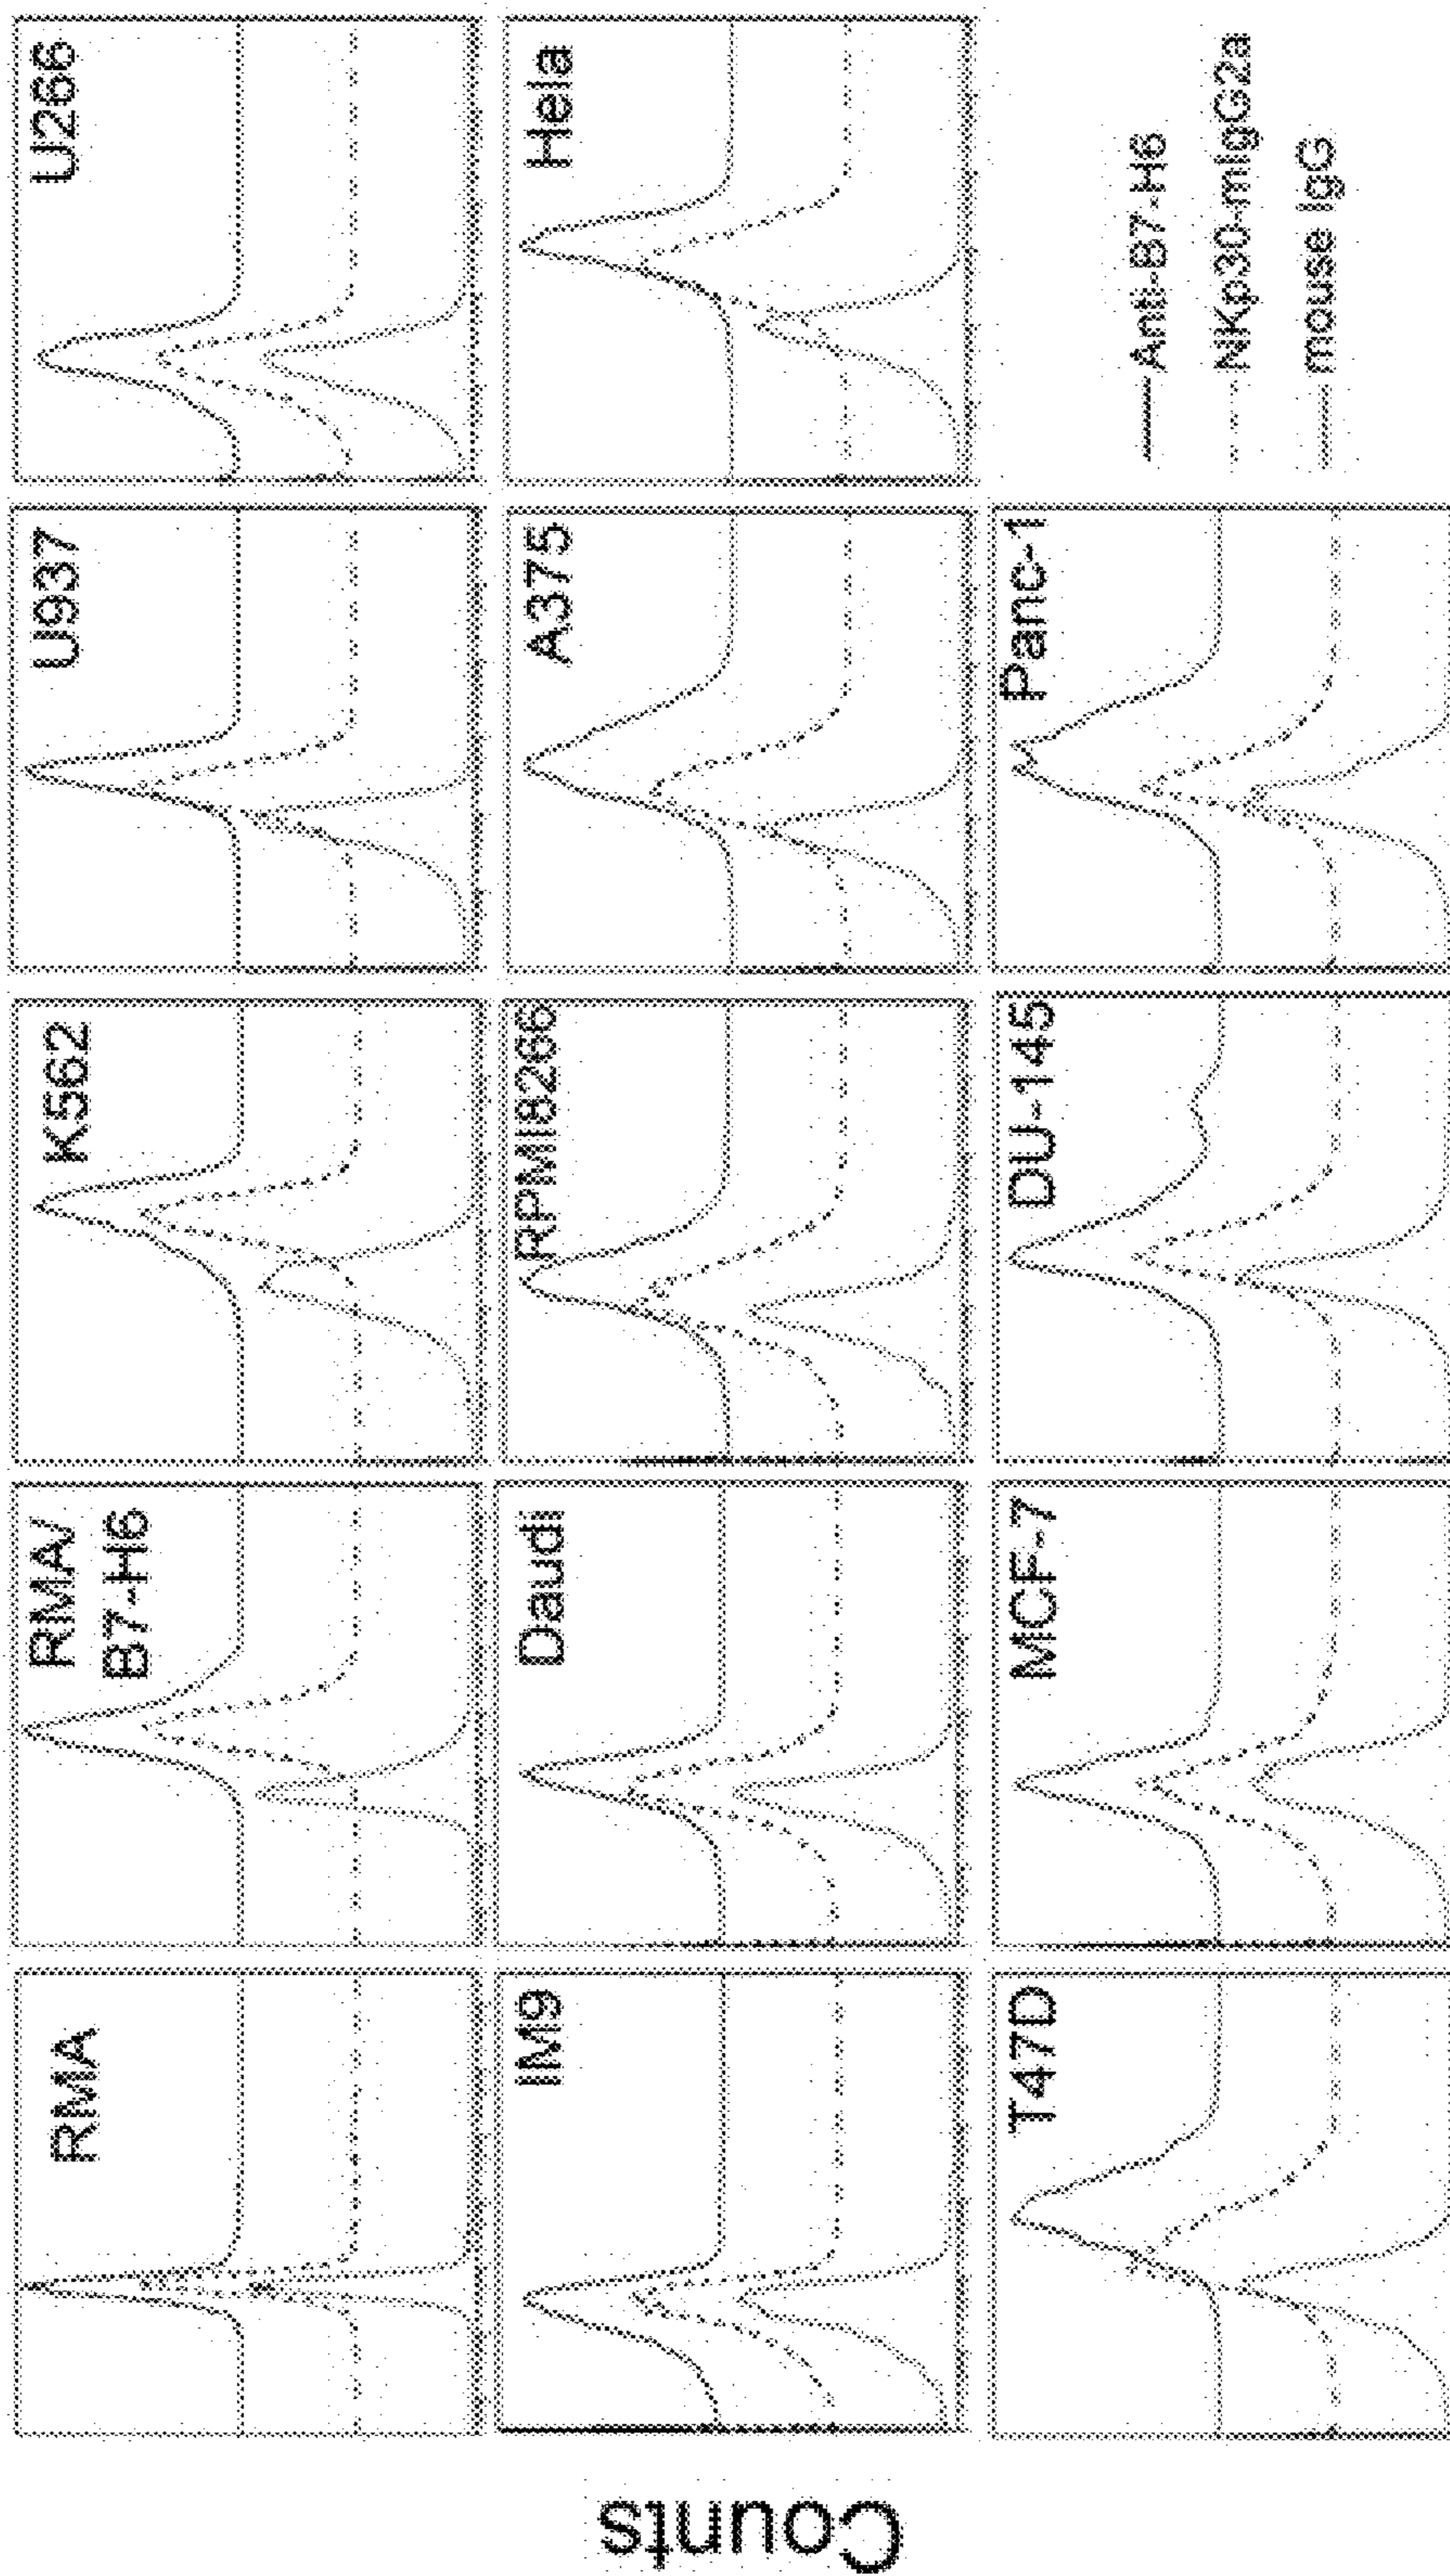 RMA
RMA/
B7-H6
K562
U937
U266
IM9
Daudi
RPMI8266
A375
Hela
T47D
MCF-7
DU-145
Panc-1
Anti-B7-H6
NKp30-mIgG2a
mouse IgG
Counts